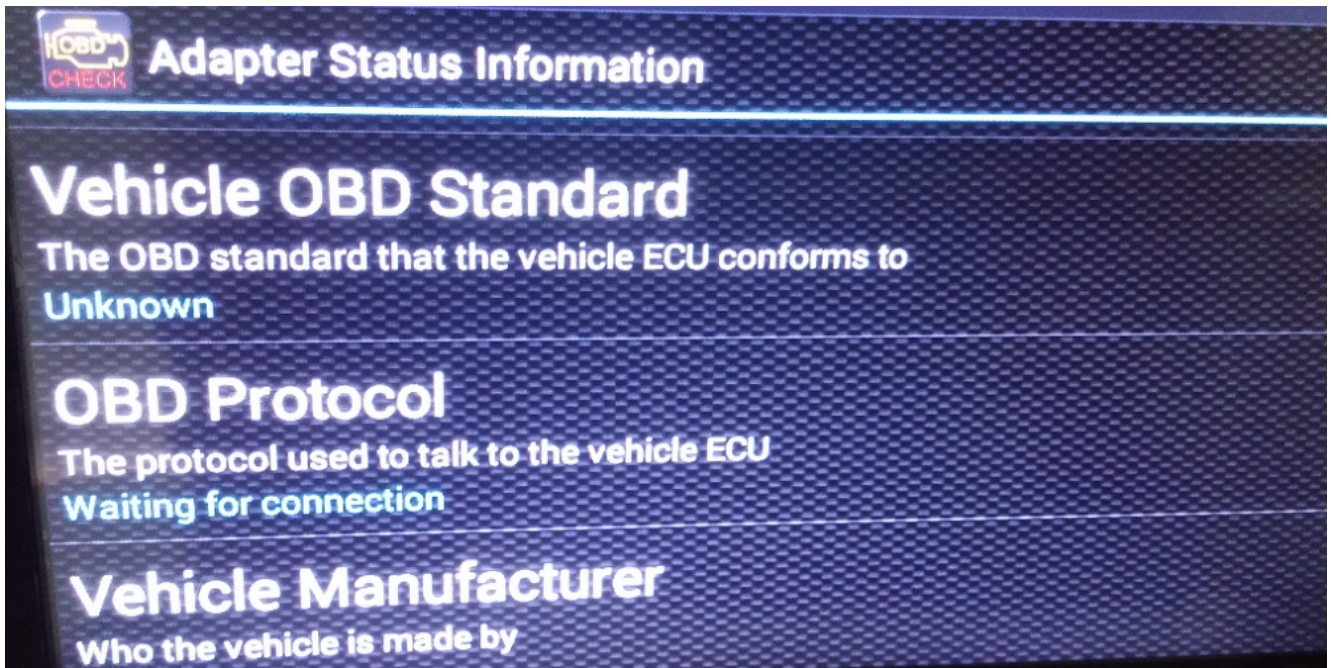 OBD
CHECK
Adapter Status Information
Vehicle OBD Standard
The OBD standard that the vehicle ECU conforms to
Unknown
OBD Protocol
The protocol used to talk to the vehicle ECU
Waiting for connection
Vehicle Manufacturer
Who the vehicle is made by